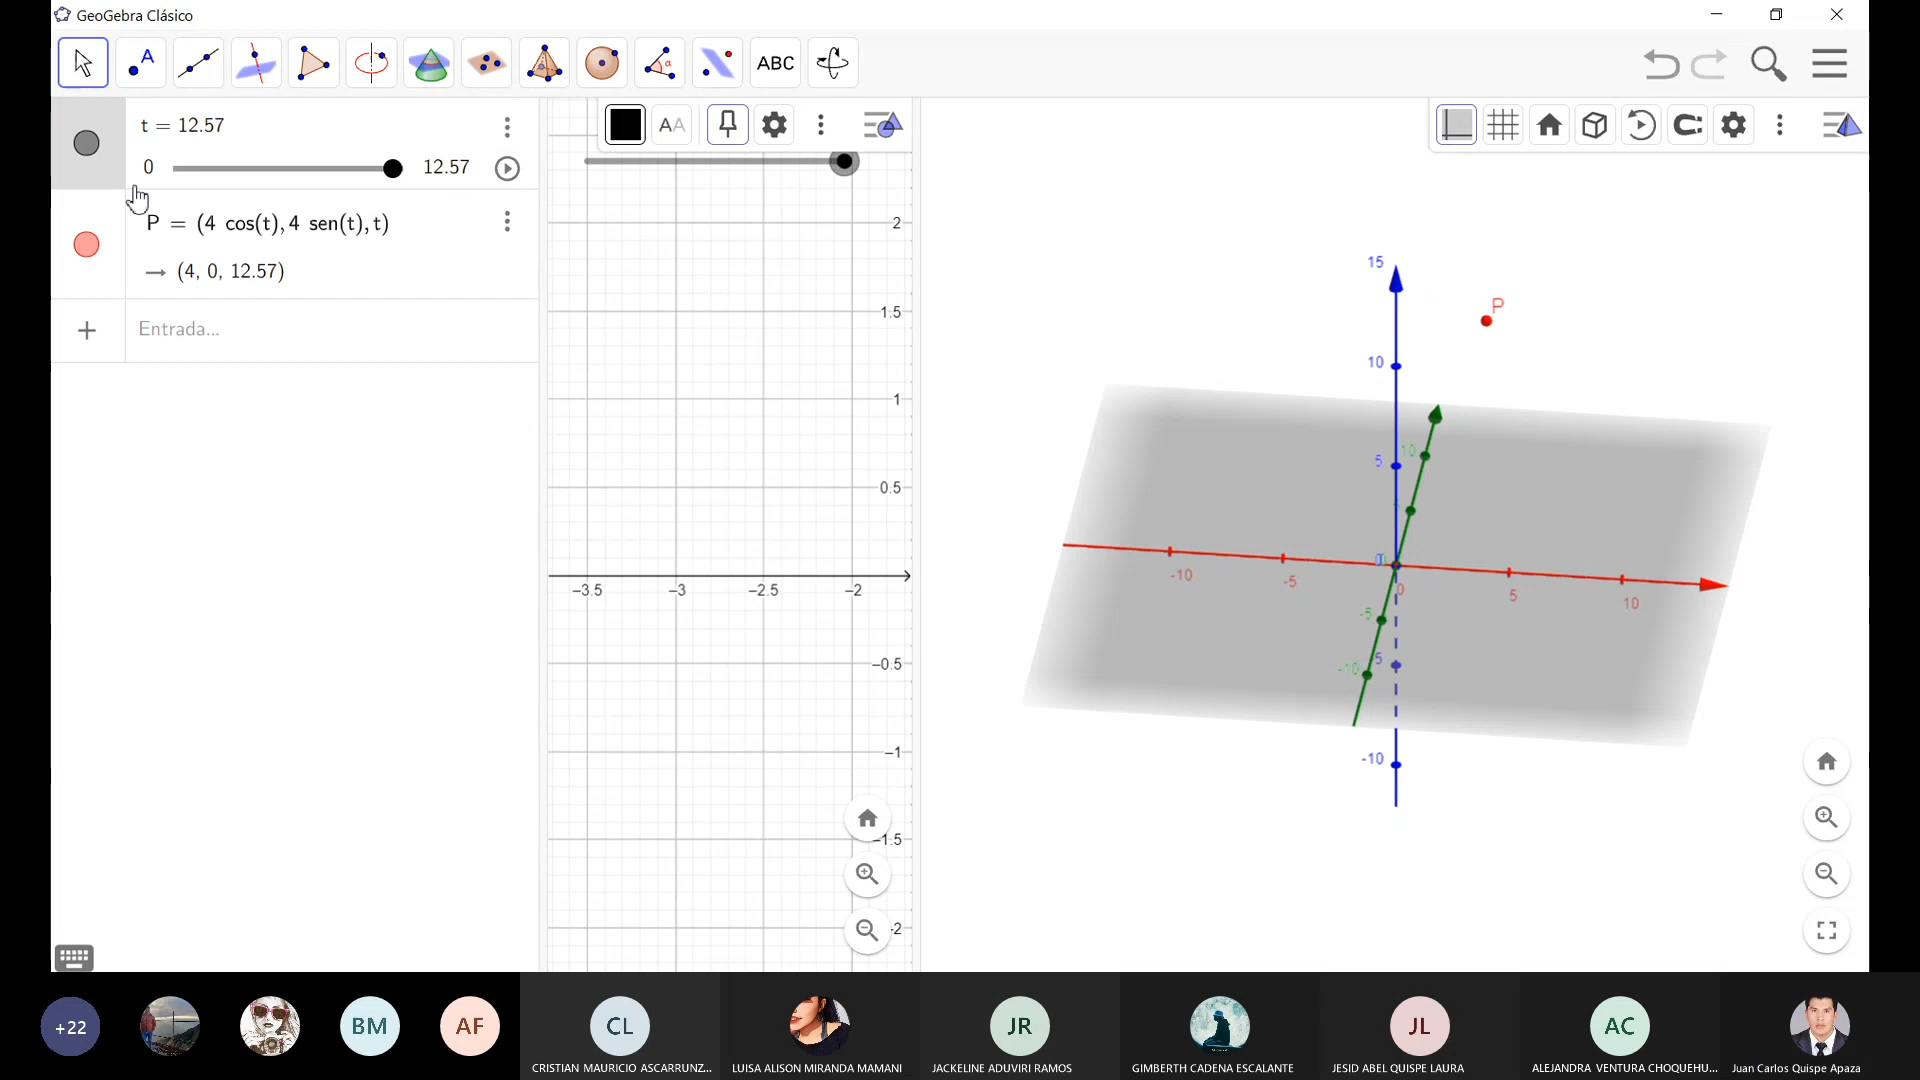 GeoGebra Clásico
A
α
ABC
t = 12.57
0 12.57
P = (4 cos(t), 4 sen(t), t)
→ (4, 0, 12.57)
+ Entrada...
AA
2
1.5
1
0.5
−3.5 −3 −2.5 −2
−0.5
−1
−1.5
-2
15
P
10
10
5
0
-10 -5 0 5 10
-5
-10 5
-10
+22
BM
AF
CL
JR
JL
AC
CRISTIAN MAURICIO ASCARRUNZ...
LUISA ALISON MIRANDA MAMANI
JACKELINE ADUVIRI RAMOS
GIMBERTH CADENA ESCALANTE
JESID ABEL QUISPE LAURA
ALEJANDRA VENTURA CHOQUEHU...
Juan Carlos Quispe Apaza